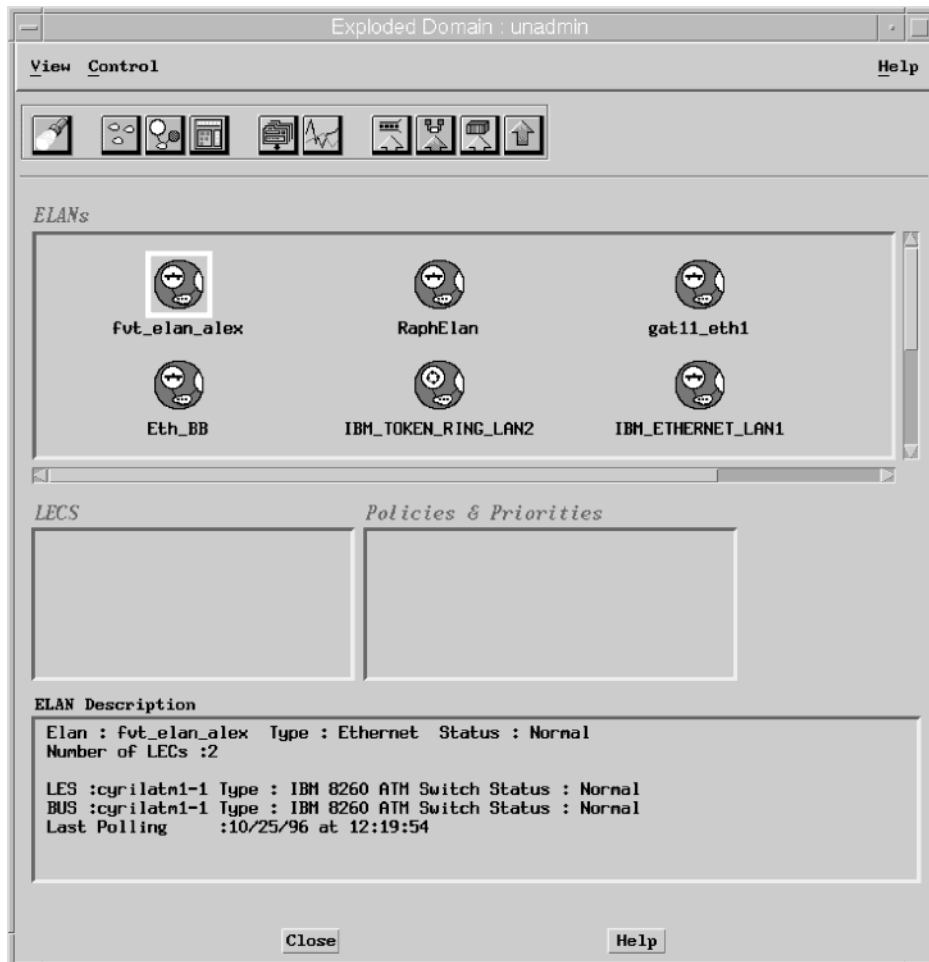 Exploded Domain : unadmin
View Control Help
ELANs
fvt_elan_alex RaphElan gat11_eth1
Eth_BB IBM_TOKEN_RING_LAN2 IBM_ETHERNET_LAN1
LECS Policies & Priorities
ELAN Description
Elan : fvt_elan_alex Type : Ethernet Status : Normal
Number of LECs :2
LES :cyrilatm1-1 Type : IBM 8260 ATM Switch Status : Normal
BUS :cyrilatm1-1 Type : IBM 8260 ATM Switch Status : Normal
Last Polling :10/25/96 at 12:19:54
Close Help